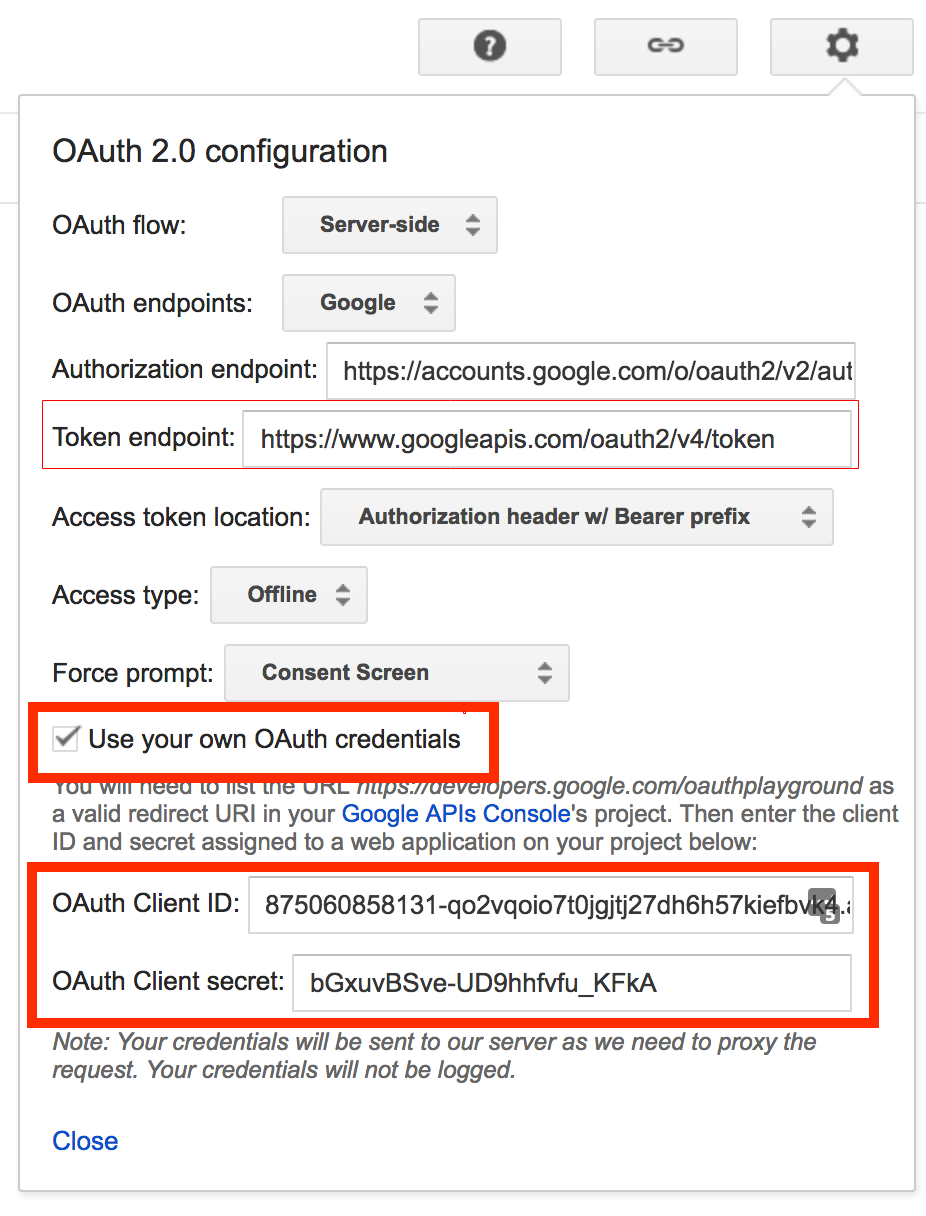 OAuth 2.0 configuration
OAuth flow: Server-side
OAuth endpoints: Google
Authorization endpoint: https://accounts.google.com/o/oauth2/v2/aut
Token endpoint: https://www.googleapis.com/oauth2/v4/token
Access token location: Authorization header w/ Bearer prefix
Access type: Offline
Force prompt: Consent Screen
Use your own OAuth credentials
You will need to list the URL https://developers.google.com/oauthplayground as
a valid redirect URI in your Google APIs Console's project. Then enter the client
ID and secret assigned to a web application on your project below:
OAuth Client ID: 875060858131-qo2vqoio7t0jgjtj27dh6h57kiefbvk4.a
OAuth Client secret: bGxuvBSve-UD9hhfvfu_KFkA
Note: Your credentials will be sent to our server as we need to proxy the
request. Your credentials will not be logged.
Close